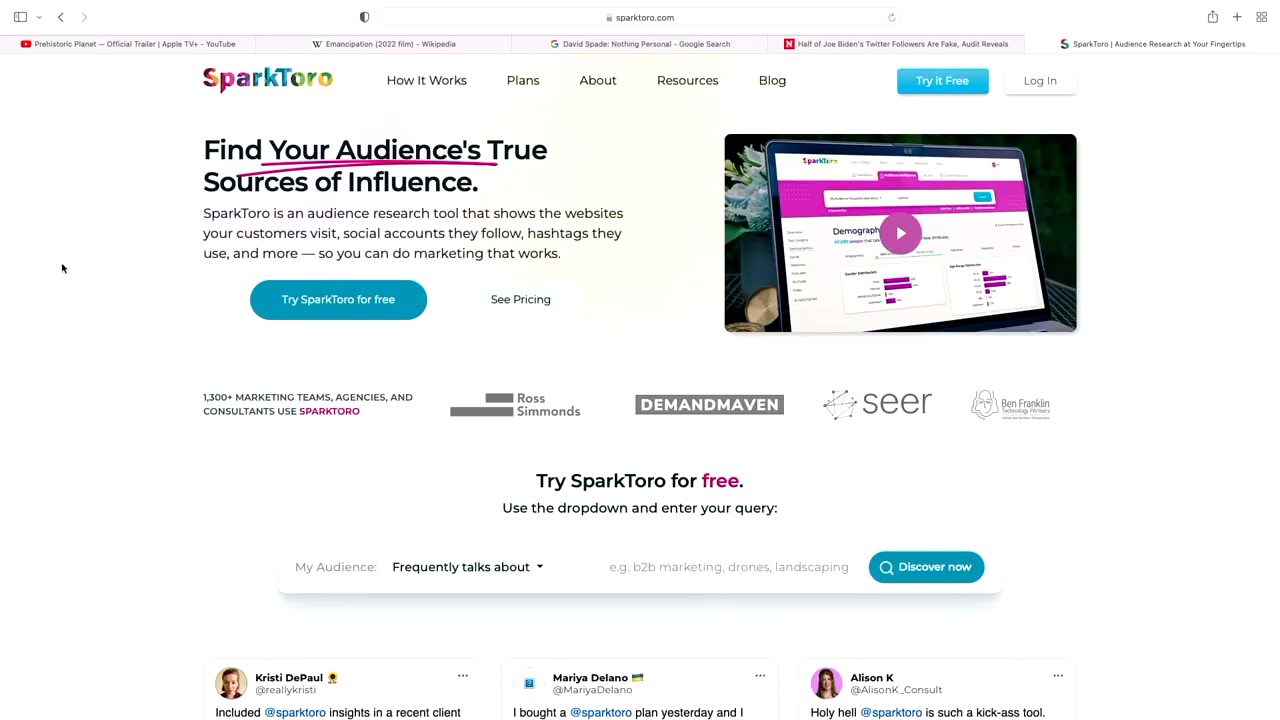 sparktoro.com
Prehistoric Planet — Official Trailer | Apple TV+ - YouTube
Emancipation (2022 film) - Wikipedia
David Spade: Nothing Personal - Google Search
Half of Joe Biden's Twitter Followers Are Fake, Audit Reveals
SparkToro | Audience Research at Your Fingertips
SparkToro
How It Works
Plans
About
Resources
Blog
Try it Free
Log In
Find Your Audience's True
Sources of Influence.
SparkToro is an audience research tool that shows the websites
your customers visit, social accounts they follow, hashtags they
use, and more — so you can do marketing that works.
Try SparkToro for free
See Pricing
SparkToro
1,300+ MARKETING TEAMS, AGENCIES, AND
CONSULTANTS USE SPARKTORO
Ross
Simmonds
DEMANDMAVEN
seer
Ben Franklin
Technology PArtners
Try SparkToro for free.
Use the dropdown and enter your query:
My Audience:
Frequently talks about
e.g. b2b marketing, drones, landscaping
Discover now
Kristi DePaul 🌻
@reallykristi
Included @sparktoro insights in a recent client
Mariya Delano 🇺🇦
@MariyaDelano
I bought a @sparktoro plan yesterday and I
Alison K
@AlisonK_Consult
Holy hell @sparktoro is such a kick-ass tool.